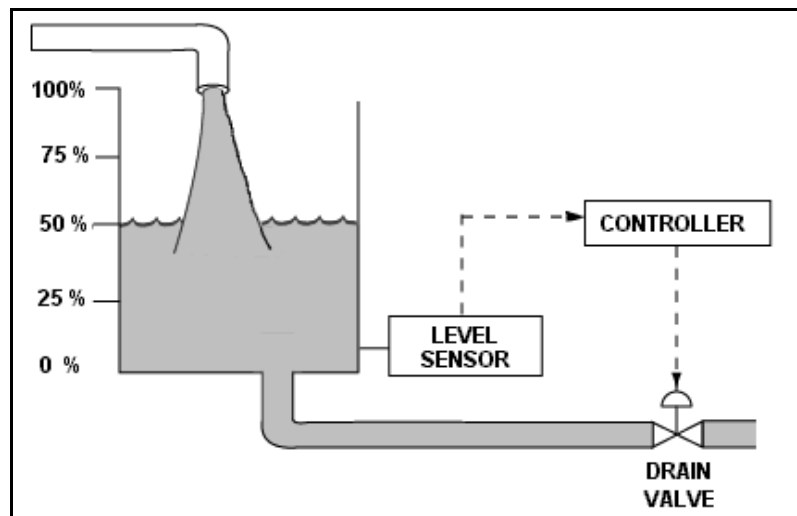 100%
75 %
50 %
25 %
0 %
CONTROLLER
LEVEL
SENSOR
DRAIN
VALVE